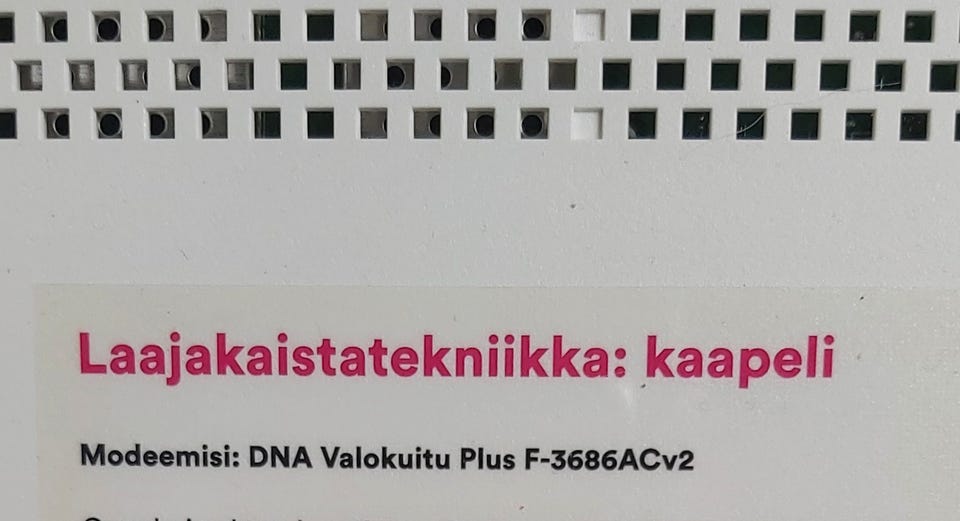 Laajakaistatekniikka: kaapeli
Modeemisi: DNA Valokuitu Plus F-3686ACv2